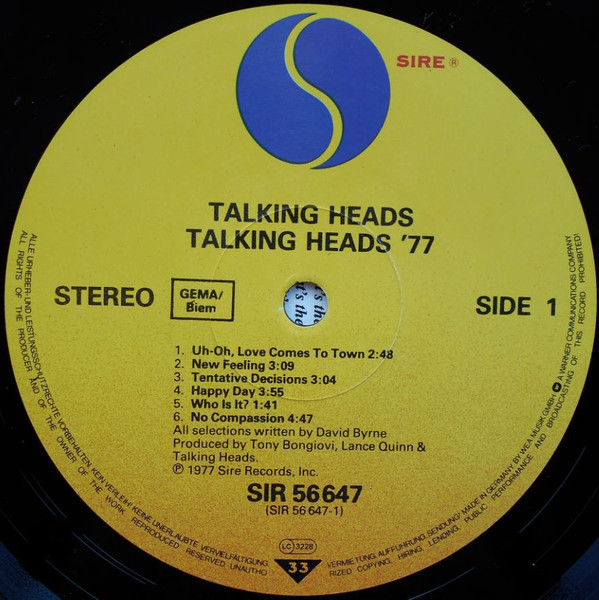 SIRE ®
TALKING HEADS
TALKING HEADS '77
STEREO
GEMA/
Biem
SIDE 1
1. Uh-Oh, Love Comes To Town 2:48
2. New Feeling 3:09
3. Tentative Decisions 3:04
4. Happy Day 3:55
5. Who Is It? 1:41
6. No Compassion 4:47
All selections written by David Byrne
Produced by Tony Bongiovi, Lance Quinn &
Talking Heads.
℗ 1977 Sire Records, Inc.
SIR 56 647
(SIR 56 647-1)
LC 3228
33
ALLE URHEBER- UND LEISTUNGSSCHUTZRECHTE VORBEHALTEN. KEIN VERLEIH! KEINE UNERLAUBTE VERVIELFÄLTIGUNG,
VERMIETUNG, AUFFÜHRUNG, SENDUNG! MADE IN GERMANY BY WEA MUSIK GMBH A WARNER COMMUNICATIONS COMPANY
ALL RIGHTS OF THE PRODUCER AND OF THE OWNER OF THE WORK REPRODUCED RESERVED. UNAUTHO-
RIZED COPYING, HIRING, LENDING, PUBLIC PERFORMANCE AND BROADCASTING OF THIS RECORD PROHIBITED!
's the
t's the